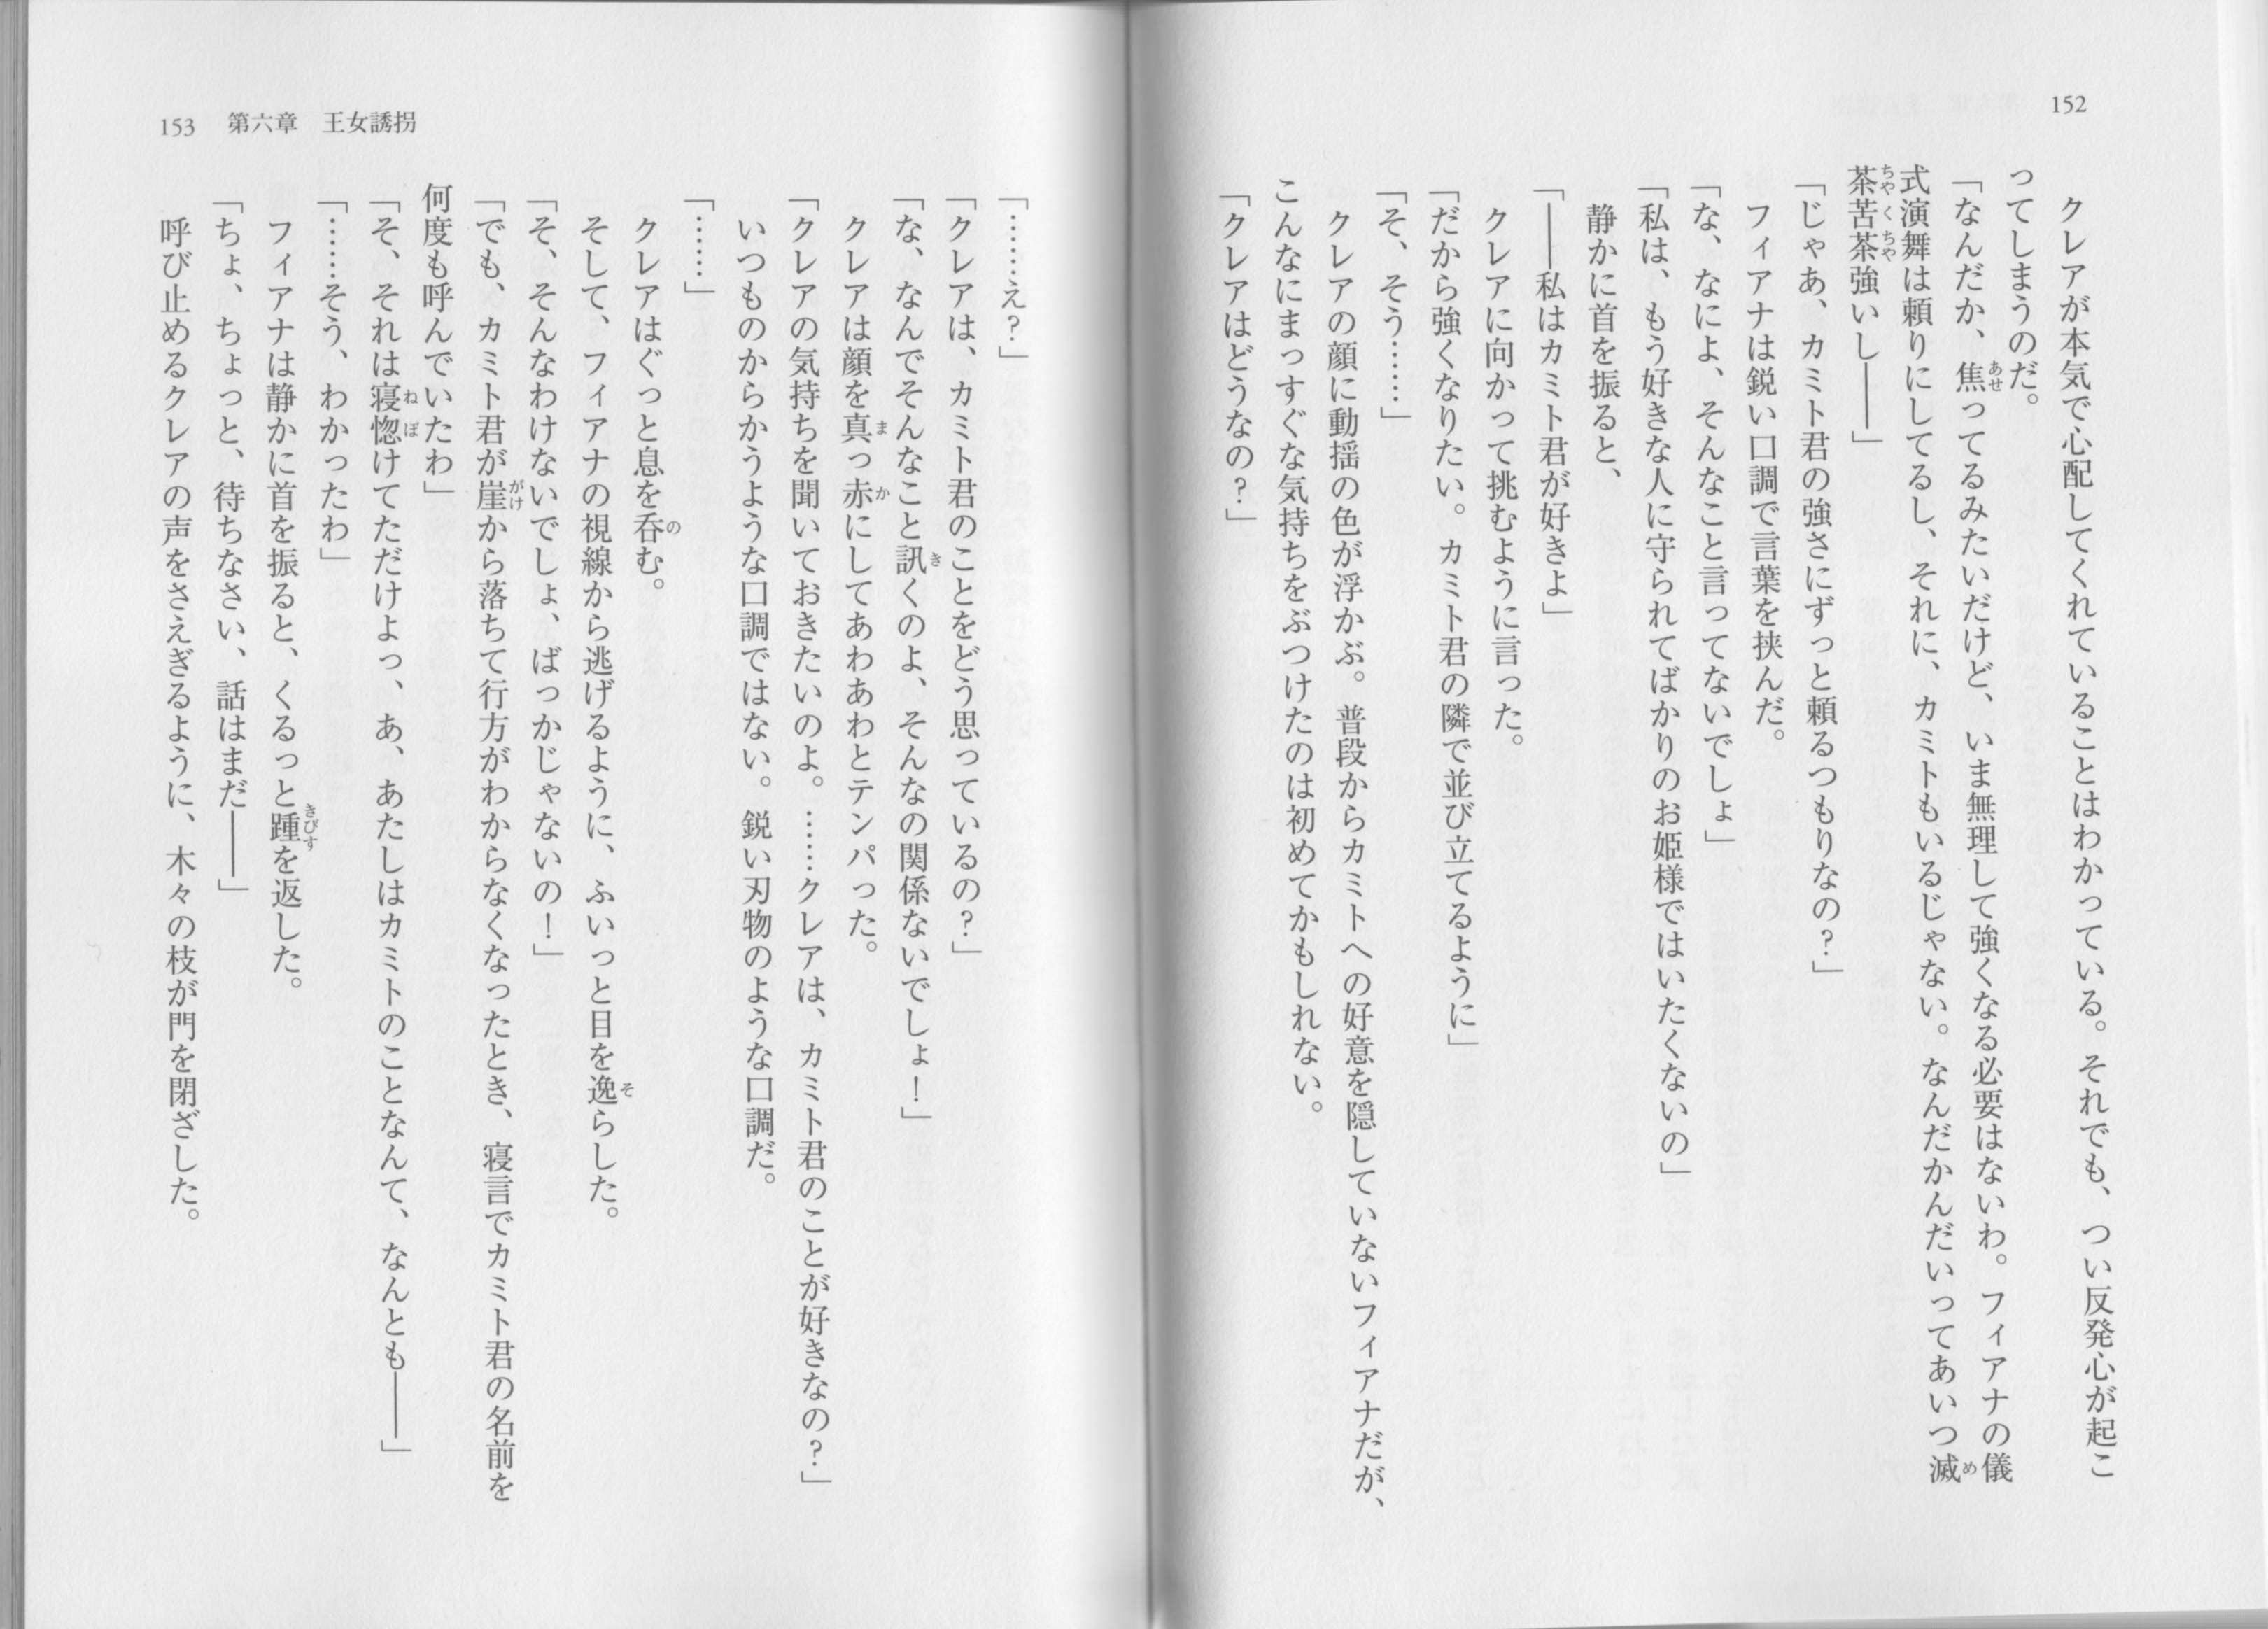 152
クレアが本気で心配してくれていることはわかっている。それでも、つい反発心が起こ
ってしまうのだ。
「なんだか、焦ってるみたいだけど、いま無理して強くなる必要はないわ。フィアナの儀
式演舞は頼りにしてるし、それに、カミトもいるじゃない。なんだかんだいってあいつ滅
茶苦茶強いし――」
「じゃあ、カミト君の強さにずっと頼るつもりなの？」
フィアナは鋭い口調で言葉を挟んだ。
「な、なによ、そんなこと言ってないでしょ」
「私は、もう好きな人に守られてばかりのお姫様ではいたくないの」
静かに首を振ると、
「――私はカミト君が好きよ」
クレアに向かって挑むように言った。
「だから強くなりたい。カミト君の隣で並び立てるように」
「そ、そう……」
クレアの顔に動揺の色が浮かぶ。普段からカミトへの好意を隠していないフィアナだが、
こんなにまっすぐな気持ちをぶつけたのは初めてかもしれない。
「クレアはどうなの？」
153 第六章 王女誘拐
「……え？」
「クレアは、カミト君のことをどう思っているの？」
「な、なんでそんなこと訊くのよ、そんなの関係ないでしょ！」
クレアは顔を真っ赤にしてあわあわとテンパった。
「クレアの気持ちを聞いておきたいのよ。……クレアは、カミト君のことが好きなの？」
いつものからかうような口調ではない。鋭い刃物のような口調だ。
「……」
クレアはぐっと息を呑む。
そして、フィアナの視線から逃げるように、ふいっと目を逸らした。
「そ、そんなわけないでしょ、ばっかじゃないの！」
「でも、カミト君が崖から落ちて行方がわからなくなったとき、寝言でカミト君の名前を
何度も呼んでいたわ」
「そ、それは寝惚けてただけよっ、あ、あたしはカミトのことなんて、なんとも――」
「……そう、わかったわ」
フィアナは静かに首を振ると、くるっと踵を返した。
「ちょ、ちょっと、待ちなさい、話はまだ――」
呼び止めるクレアの声をさえぎるように、木々の枝が門を閉ざした。